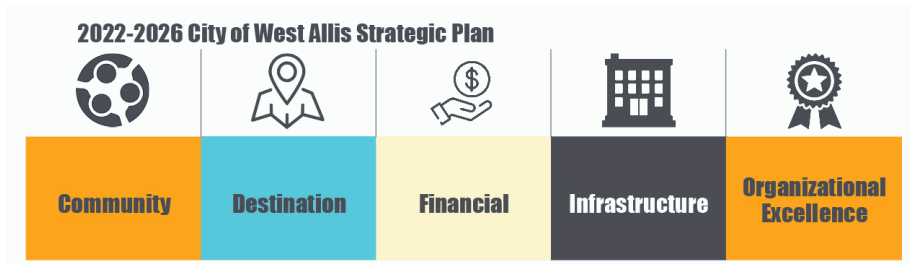 2022-2026 City of West Allis Strategic Plan
$
Community
Destination
Financial
Infrastructure
Organizational
Excellence